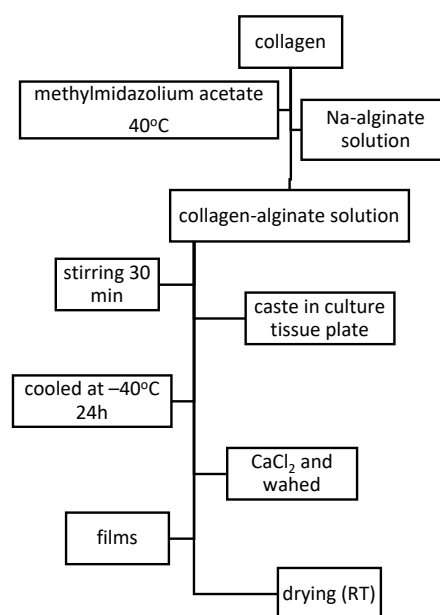 collagen
methylmidazolium acetate
40°C
Na-alginate
solution
collagen-alginate solution
stirring 30
min
caste in culture
tissue plate
cooled at –40°C
24h
CaCl₂ and
wahed
films
drying (RT)